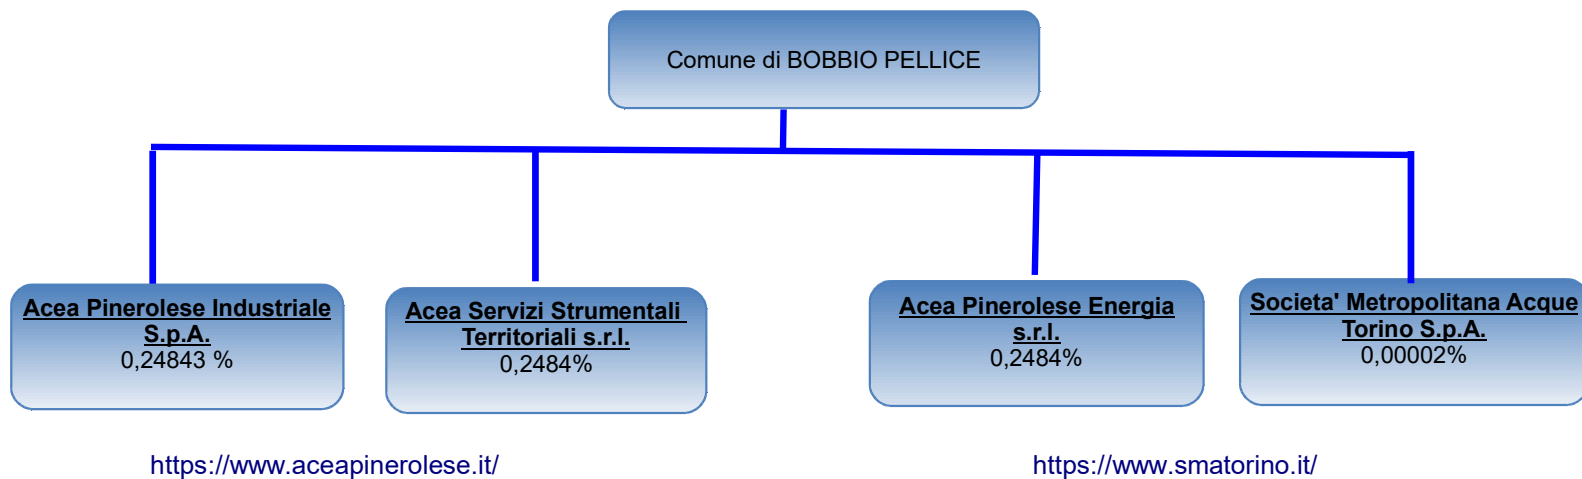 Comune di BOBBIO PELLICE
Acea Pinerolese Industriale
S.p.A.
0,24843 %
Acea Servizi Strumentali
Territoriali s.r.l.
0,2484%
Acea Pinerolese Energia
s.r.l.
0,2484%
Societa' Metropolitana Acque
Torino S.p.A.
0,00002%
https://www.aceapinerolese.it/
https://www.smatorino.it/